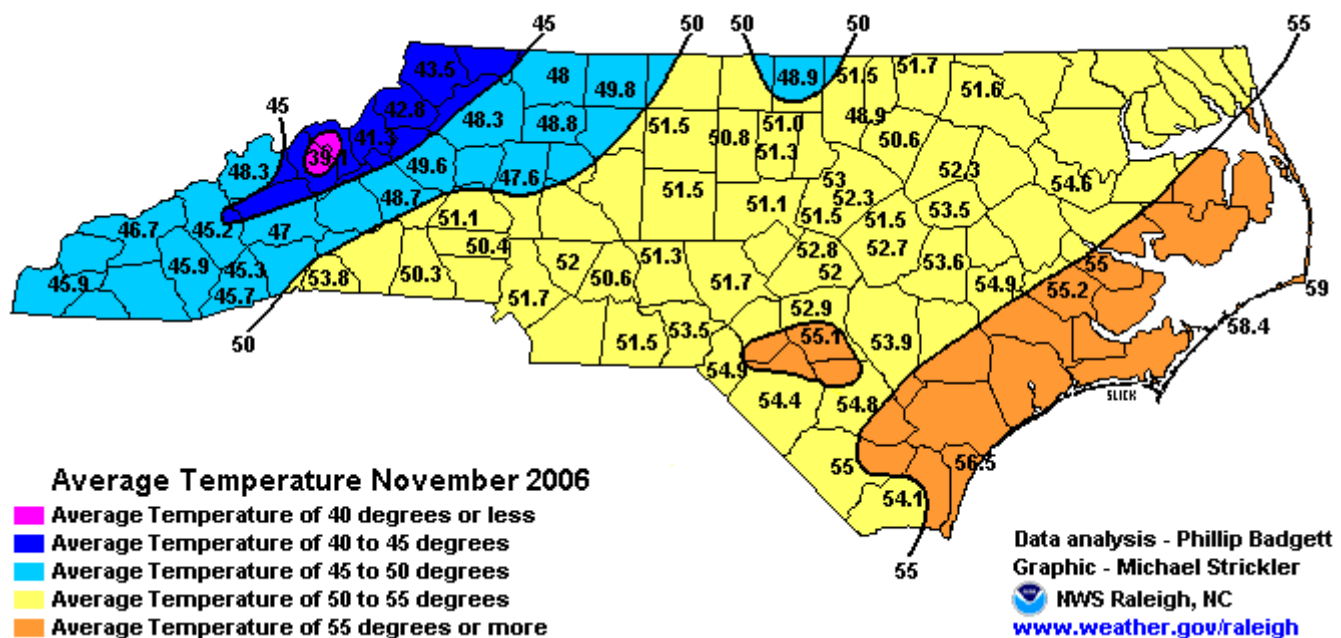 45 50 50 50 55
43.5 48 49.8 48.9 51.5 51.7
45 42.8 51.6
41.3 48.3 48.8 51.5 50.8 51.0 48.9 50.6
39.1 51.3
48.3 49.6 47.6 52.3
48.7 51.5 53 54.6
46.7 45.2 47 51.1 51.1 51.5 52.3 51.5 53.5
45.9 45.3 50.4 52 51.3 52.8 52.7 53.6
45.9 45.7 53.8 50.3 50.6 51.7 52 54.9 55 55.2 59
51.7 52.9 58.4
50 51.5 53.5 55.1 53.9
54.9
54.4 54.8 SLICK
55 56.5
54.1
55
Average Temperature November 2006
Average Temperature of 40 degrees or less
Average Temperature of 40 to 45 degrees
Average Temperature of 45 to 50 degrees
Average Temperature of 50 to 55 degrees
Average Temperature of 55 degrees or more
Data analysis - Phillip Badgett
Graphic - Michael Strickler
NWS Raleigh, NC
www.weather.gov/raleigh